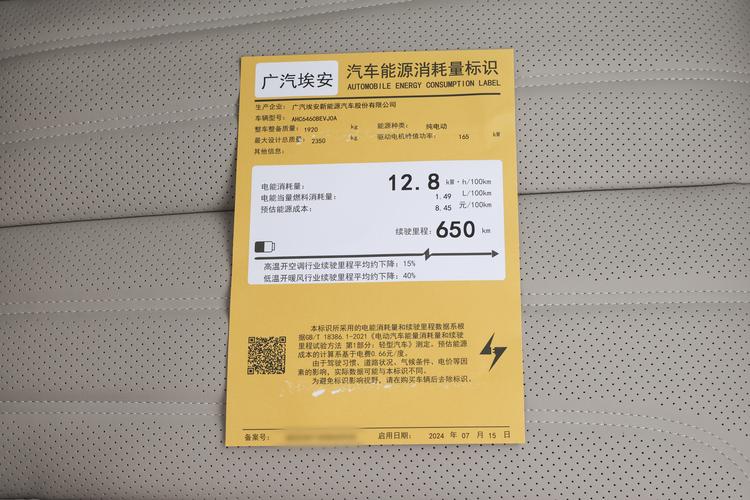 广汽埃安 汽车能源消耗量标识
AUTOMOBILE ENERGY CONSUMPTION LABEL
生产企业: 广汽埃安新能源汽车股份有限公司
车辆型号: AHC6460BEVJ0A
整车整备质量: 1920 kg 能源种类: 纯电动
最大设计总质量: 2350 kg 驱动电机终值功率: 165 kW
其他信息:
电能消耗量: 12.8 kW·h/100km
电能当量燃料消耗量: 1.49 L/100km
预估能源成本: 8.45 元/100km
续驶里程: 650 km
高温开空调行业续驶里程平均约下降: 15%
低温开暖风行业续驶里程平均约下降: 40%
本标识所采用的电能消耗量和续驶里程数据系根
据GB/T 18386.1-2021《电动汽车能量消耗量和续驶
里程试验方法 第1部分: 轻型汽车》测定。预估能源
成本的计算系基于电费0.66元/度。
由于驾驶习惯、道路状况、气候条件、电价等因
素的影响, 实际数据可能与本标识不同。
为避免标识影响视野, 请在购买车辆后去除标识。
备案号: 启用日期: 2024 年 07 月 15 日